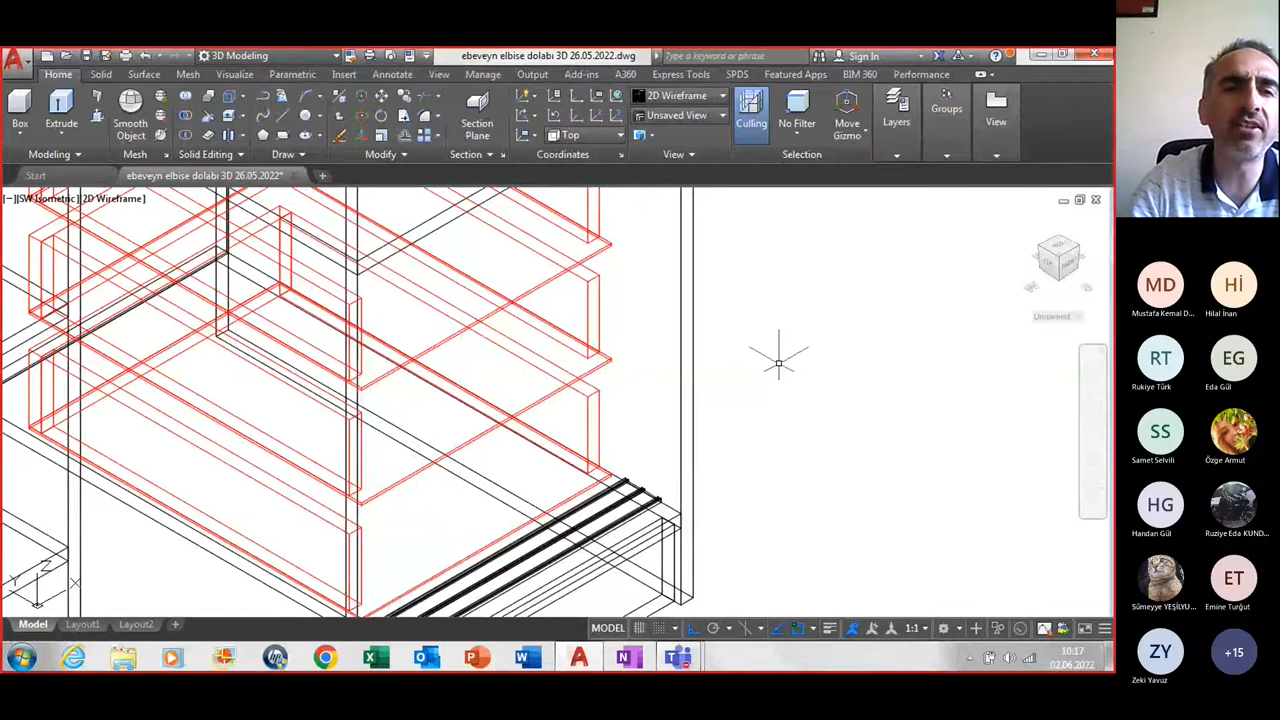 3D Modeling
ebeveyn elbise dolabı 3D 26.05.2022.dwg
Type a keyword or phrase
Sign In
Home Solid Surface Mesh Visualize Parametric Insert Annotate View Manage Output Add-ins A360 Express Tools SPDS Featured Apps BIM 360 Performance
2D Wireframe
Unsaved View
Top
Box Extrude Smooth Object Section Plane Culling No Filter Move Gizmo Layers Groups View
Modeling Mesh Solid Editing Draw Modify Section Coordinates View Selection
Start ebeveyn elbise dolabı 3D 26.05.2022* +
[−][SW Isometric][2D Wireframe]
Unnamed
Z
Y
X
Model Layout1 Layout2 +
MODEL 1:1
10:17
02.06.2022
MD Hİ
Mustafa Kemal D... Hilal İnan
RT EG
Rukiye Türk Eda Gül
SS
Samet Selvili Özge Armut
HG
Handan Gül Ruziye Eda KUND...
ET
Sümeyye YEŞİLYU... Emine Turğut
ZY +15
Zeki Yavuz